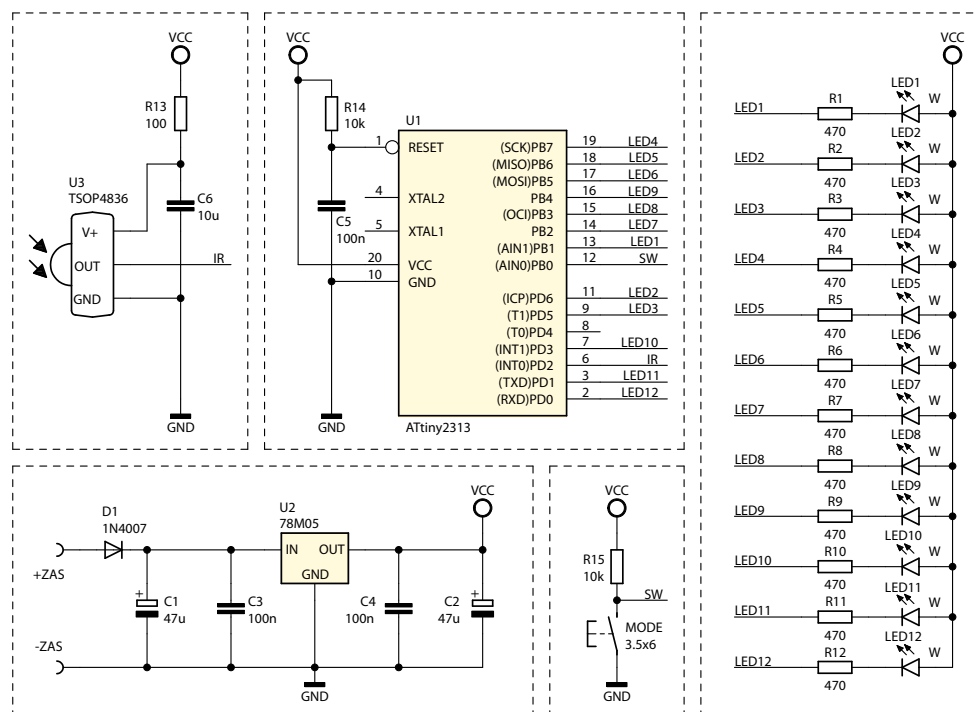 VCC
R13
100
U3
TSOP4836
V+
OUT
GND
IR
C6
10u
GND
VCC
R14
10k
C5
100n
U1
1 RESET
4 XTAL2
5 XTAL1
20 VCC
10 GND
(SCK)PB7 19 LED4
(MISO)PB6 18 LED5
(MOSI)PB5 17 LED6
PB4 16 LED9
(OCI)PB3 15 LED8
PB2 14 LED7
(AIN1)PB1 13 LED1
(AIN0)PB0 12 SW
(ICP)PD6 11 LED2
(T1)PD5 9 LED3
(T0)PD4 8
(INT1)PD3 7 LED10
(INT0)PD2 6 IR
(TXD)PD1 3 LED11
(RXD)PD0 2 LED12
ATtiny2313
GND
D1
1N4007
+ZAS
-ZAS
+
C1
47u
C3
100n
U2
78M05
IN OUT
GND
GND
C4
100n
+
C2
47u
VCC
VCC
R15
10k
SW
MODE
3.5x6
GND
VCC
LED1 R1 470 LED1 W
LED2 R2 470 LED2 W
LED3 R3 470 LED3 W
LED4 R4 470 LED4 W
LED5 R5 470 LED5 W
LED6 R6 470 LED6 W
LED7 R7 470 LED7 W
LED8 R8 470 LED8 W
LED9 R9 470 LED9 W
LED10 R10 470 LED10 W
LED11 R11 470 LED11 W
LED12 R12 470 LED12 W